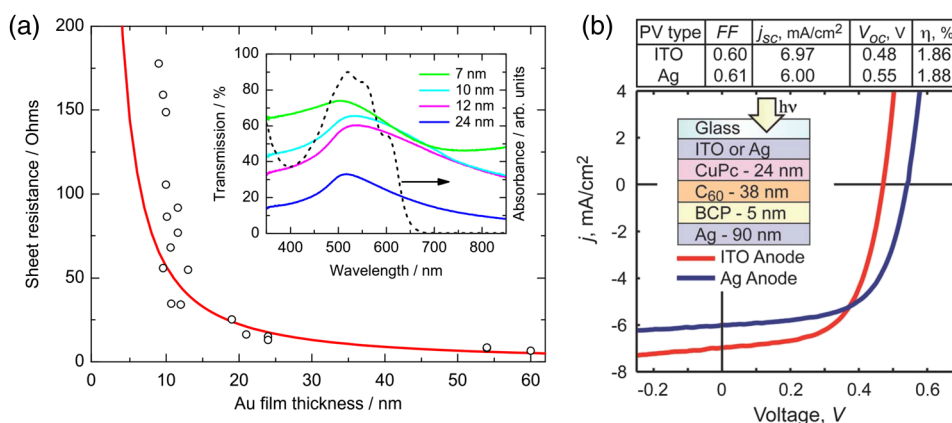 (a)
Sheet resistance / Ohms
200
150
100
50
0
0 10 20 30 40 50 60
Au film thickness / nm
Transmission / %
100
80
60
40
20
0
7 nm
10 nm
12 nm
24 nm
Absorbance / arb. units
400 500 600 700 800
Wavelength / nm
(b)
PV type FF jSC, mA/cm2 VOC, V η, %
ITO 0.60 6.97 0.48 1.86
Ag 0.61 6.00 0.55 1.88
j, mA/cm2
4
2
0
-2
-4
-6
-8
hν
Glass
ITO or Ag
CuPc - 24 nm
C60 - 38 nm
BCP - 5 nm
Ag - 90 nm
ITO Anode
Ag Anode
-0.2 0 0.2 0.4 0.6
Voltage, V